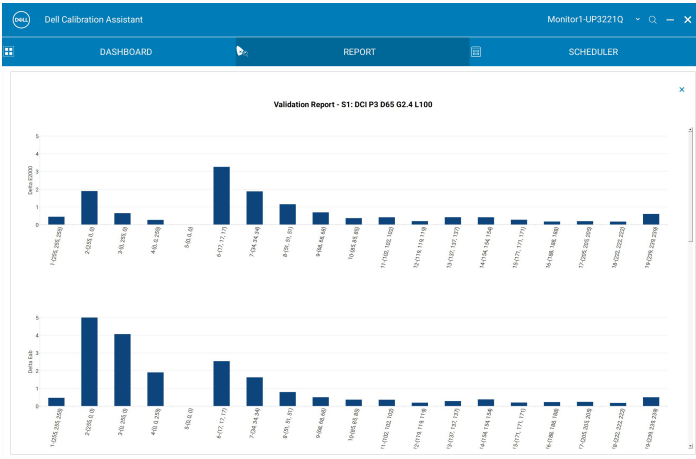 DELL
Dell Calibration Assistant
Monitor1-UP3221Q
DASHBOARD
REPORT
SCHEDULER
Validation Report - S1: DCI P3 D65 G2.4 L100
Delta E2000
5
4
3
2
1
0
1-(255, 255, 255)
2-(255, 0, 0)
3-(0, 255, 0)
4-(0, 0, 255)
5-(0, 0, 0)
6-(17, 17, 17)
7-(34, 34, 34)
8-(51, 51, 51)
9-(68, 68, 68)
10-(85, 85, 85)
11-(102, 102, 102)
12-(119, 119, 119)
13-(137, 137, 137)
14-(154, 154, 154)
15-(171, 171, 171)
16-(188, 188, 188)
17-(205, 205, 205)
18-(222, 222, 222)
19-(239, 239, 239)
Delta Eab
5
4
3
2
1
0
1-(255, 255, 255)
2-(255, 0, 0)
3-(0, 255, 0)
4-(0, 0, 255)
5-(0, 0, 0)
6-(17, 17, 17)
7-(34, 34, 34)
8-(51, 51, 51)
9-(68, 68, 68)
10-(85, 85, 85)
11-(102, 102, 102)
12-(119, 119, 119)
13-(137, 137, 137)
14-(154, 154, 154)
15-(171, 171, 171)
16-(188, 188, 188)
17-(205, 205, 205)
18-(222, 222, 222)
19-(239, 239, 239)